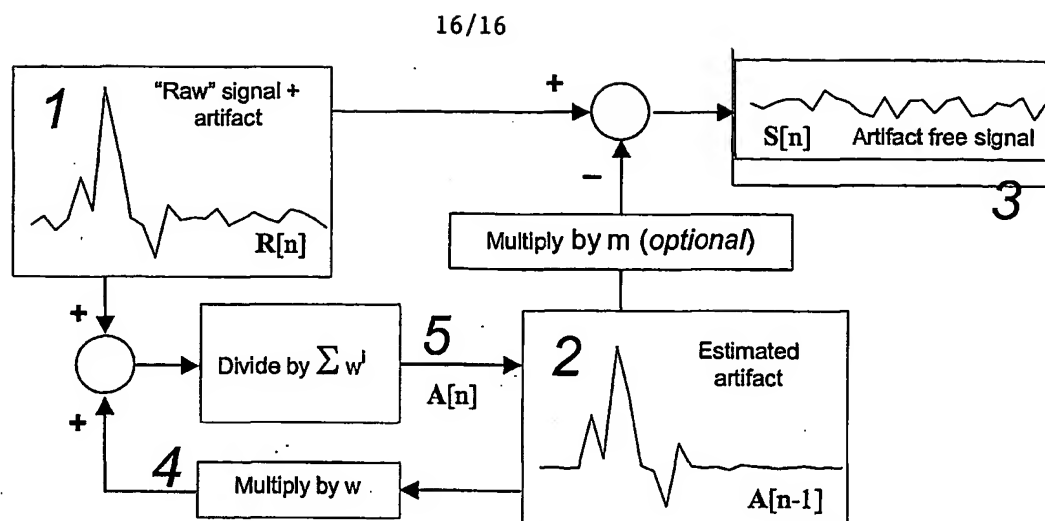 16/16
1
"Raw" signal +
artifact
R[n]
+
S[n] Artifact free signal
3
−
Multiply by m (optional)
+
Divide by Σ wʲ
5
A[n]
2
Estimated
artifact
A[n-1]
+
4
Multiply by w